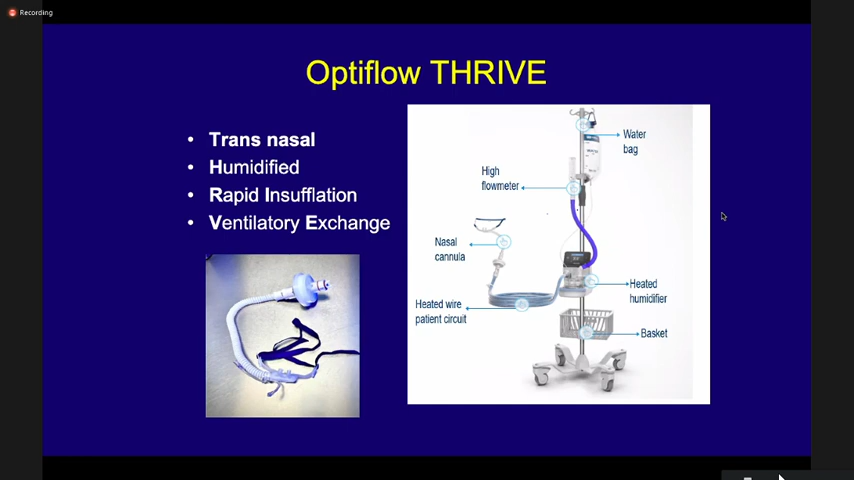 Recording
Optiflow THRIVE
• Trans nasal
• Humidified
• Rapid Insufflation
• Ventilatory Exchange
Water
bag
High
flowmeter
Nasal
cannula
Heated wire
patient circuit
Heated
humidifier
Basket